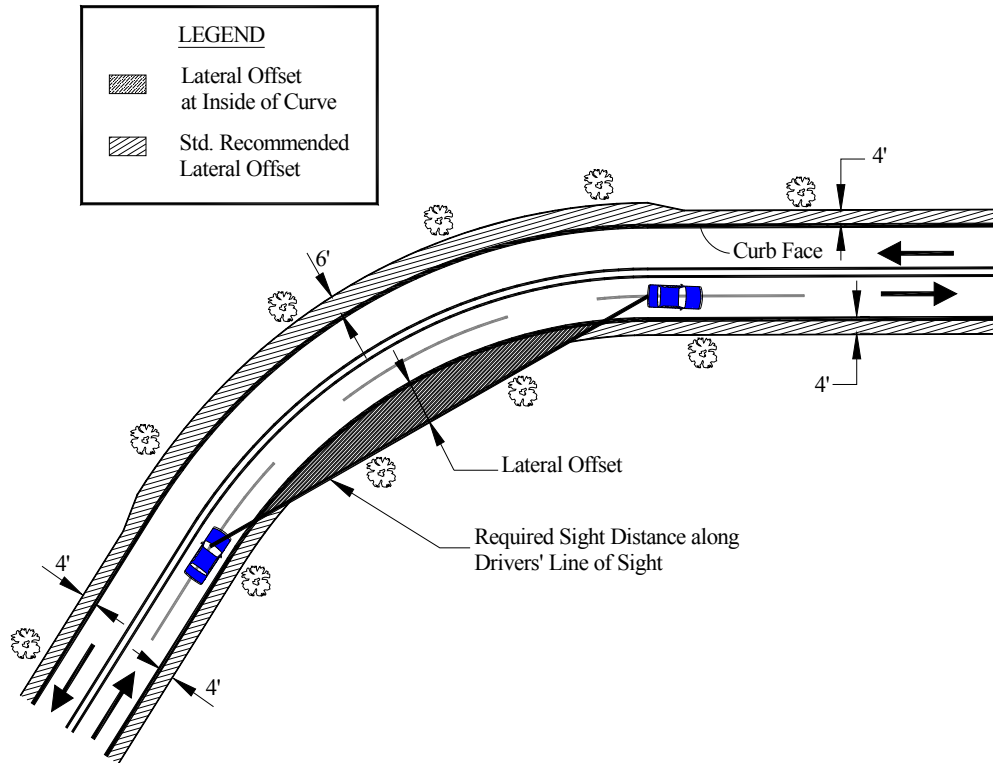 LEGEND
Lateral Offset
at Inside of Curve
Std. Recommended
Lateral Offset
4'
Curb Face
6'
4'
Lateral Offset
Required Sight Distance along
Drivers' Line of Sight
4'
4'